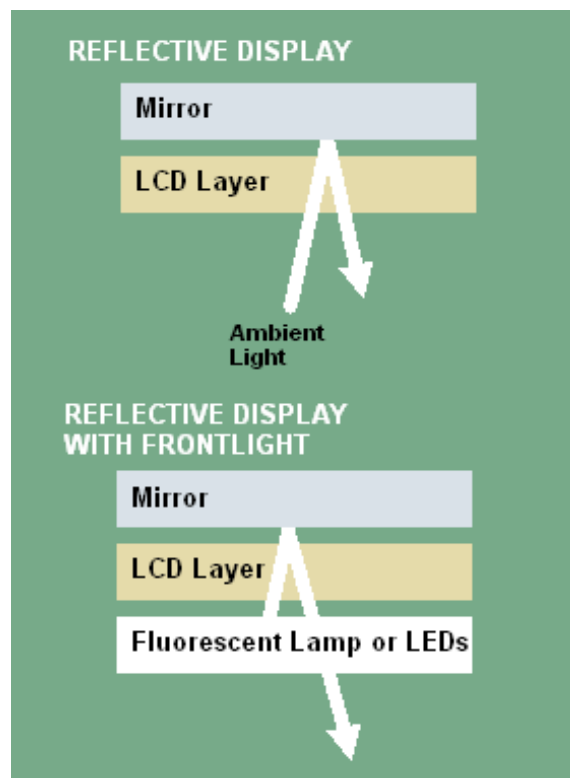 REFLECTIVE DISPLAY
Mirror
LCD Layer
Ambient
Light
REFLECTIVE DISPLAY
WITH FRONTLIGHT
Mirror
LCD Layer
Fluorescent Lamp or LEDs